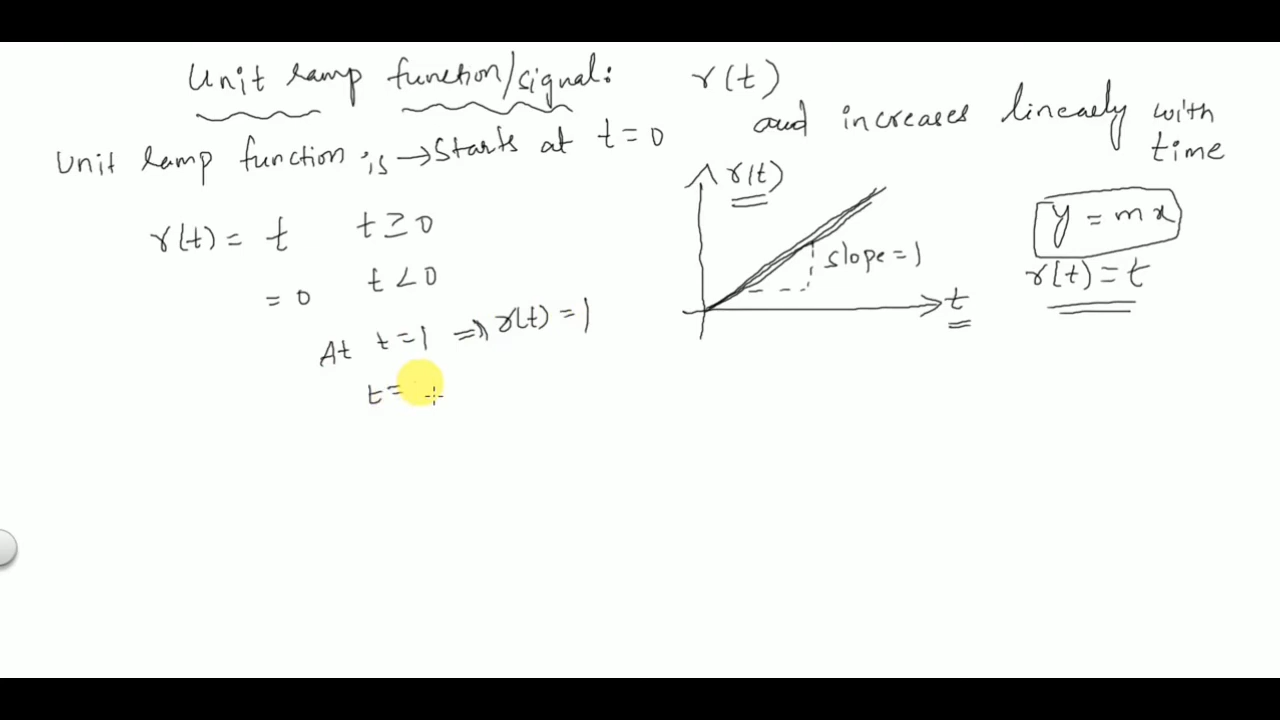 Unit ramp function/signal: r(t)
Unit ramp function is → starts at t = 0 and increases linearly with time
r(t) = t t ≥ 0
= 0 t < 0
At t = 1 ⇒ r(t) = 1
t =
r(t)
slope = 1
t
y = mx
r(t) = t